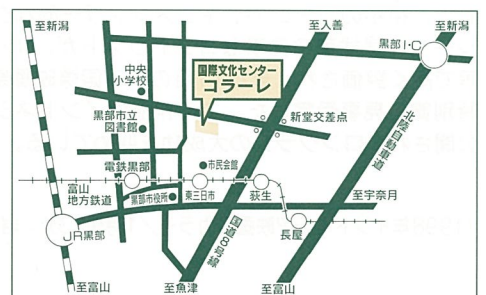 至新潟
至入善
至新潟
黒部I・C
中央
小学校
国際文化センター
コラーレ
黒部市立
図書館
新堂交差点
北陸自動車道
電鉄黒部
市民会館
富山
地方鉄道
黒部市役所
東三日市
荻生
至宇奈月
国道8号線
長屋
JR黒部
至富山
至魚津
至富山